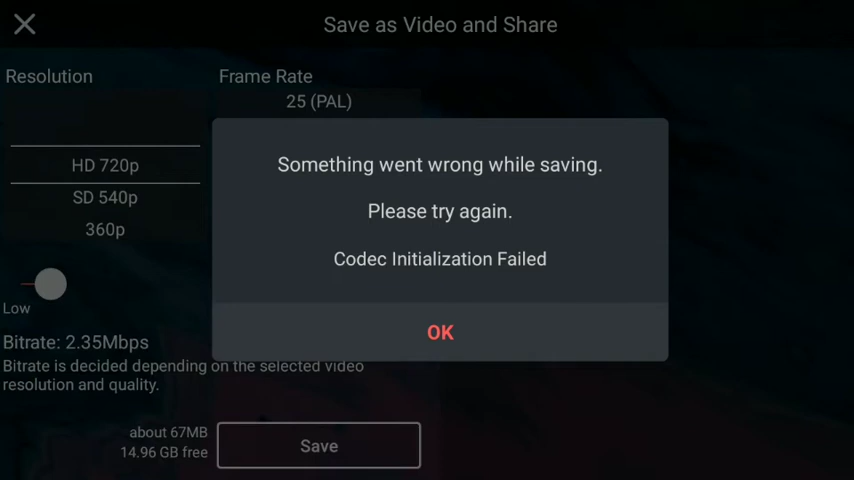 Save as Video and Share
Resolution
Frame Rate
25 (PAL)
HD 720p
SD 540p
360p
Something went wrong while saving.
Please try again.
Codec Initialization Failed
OK
Low
Bitrate: 2.35Mbps
Bitrate is decided depending on the selected video
resolution and quality.
about 67MB
14.96 GB free
Save